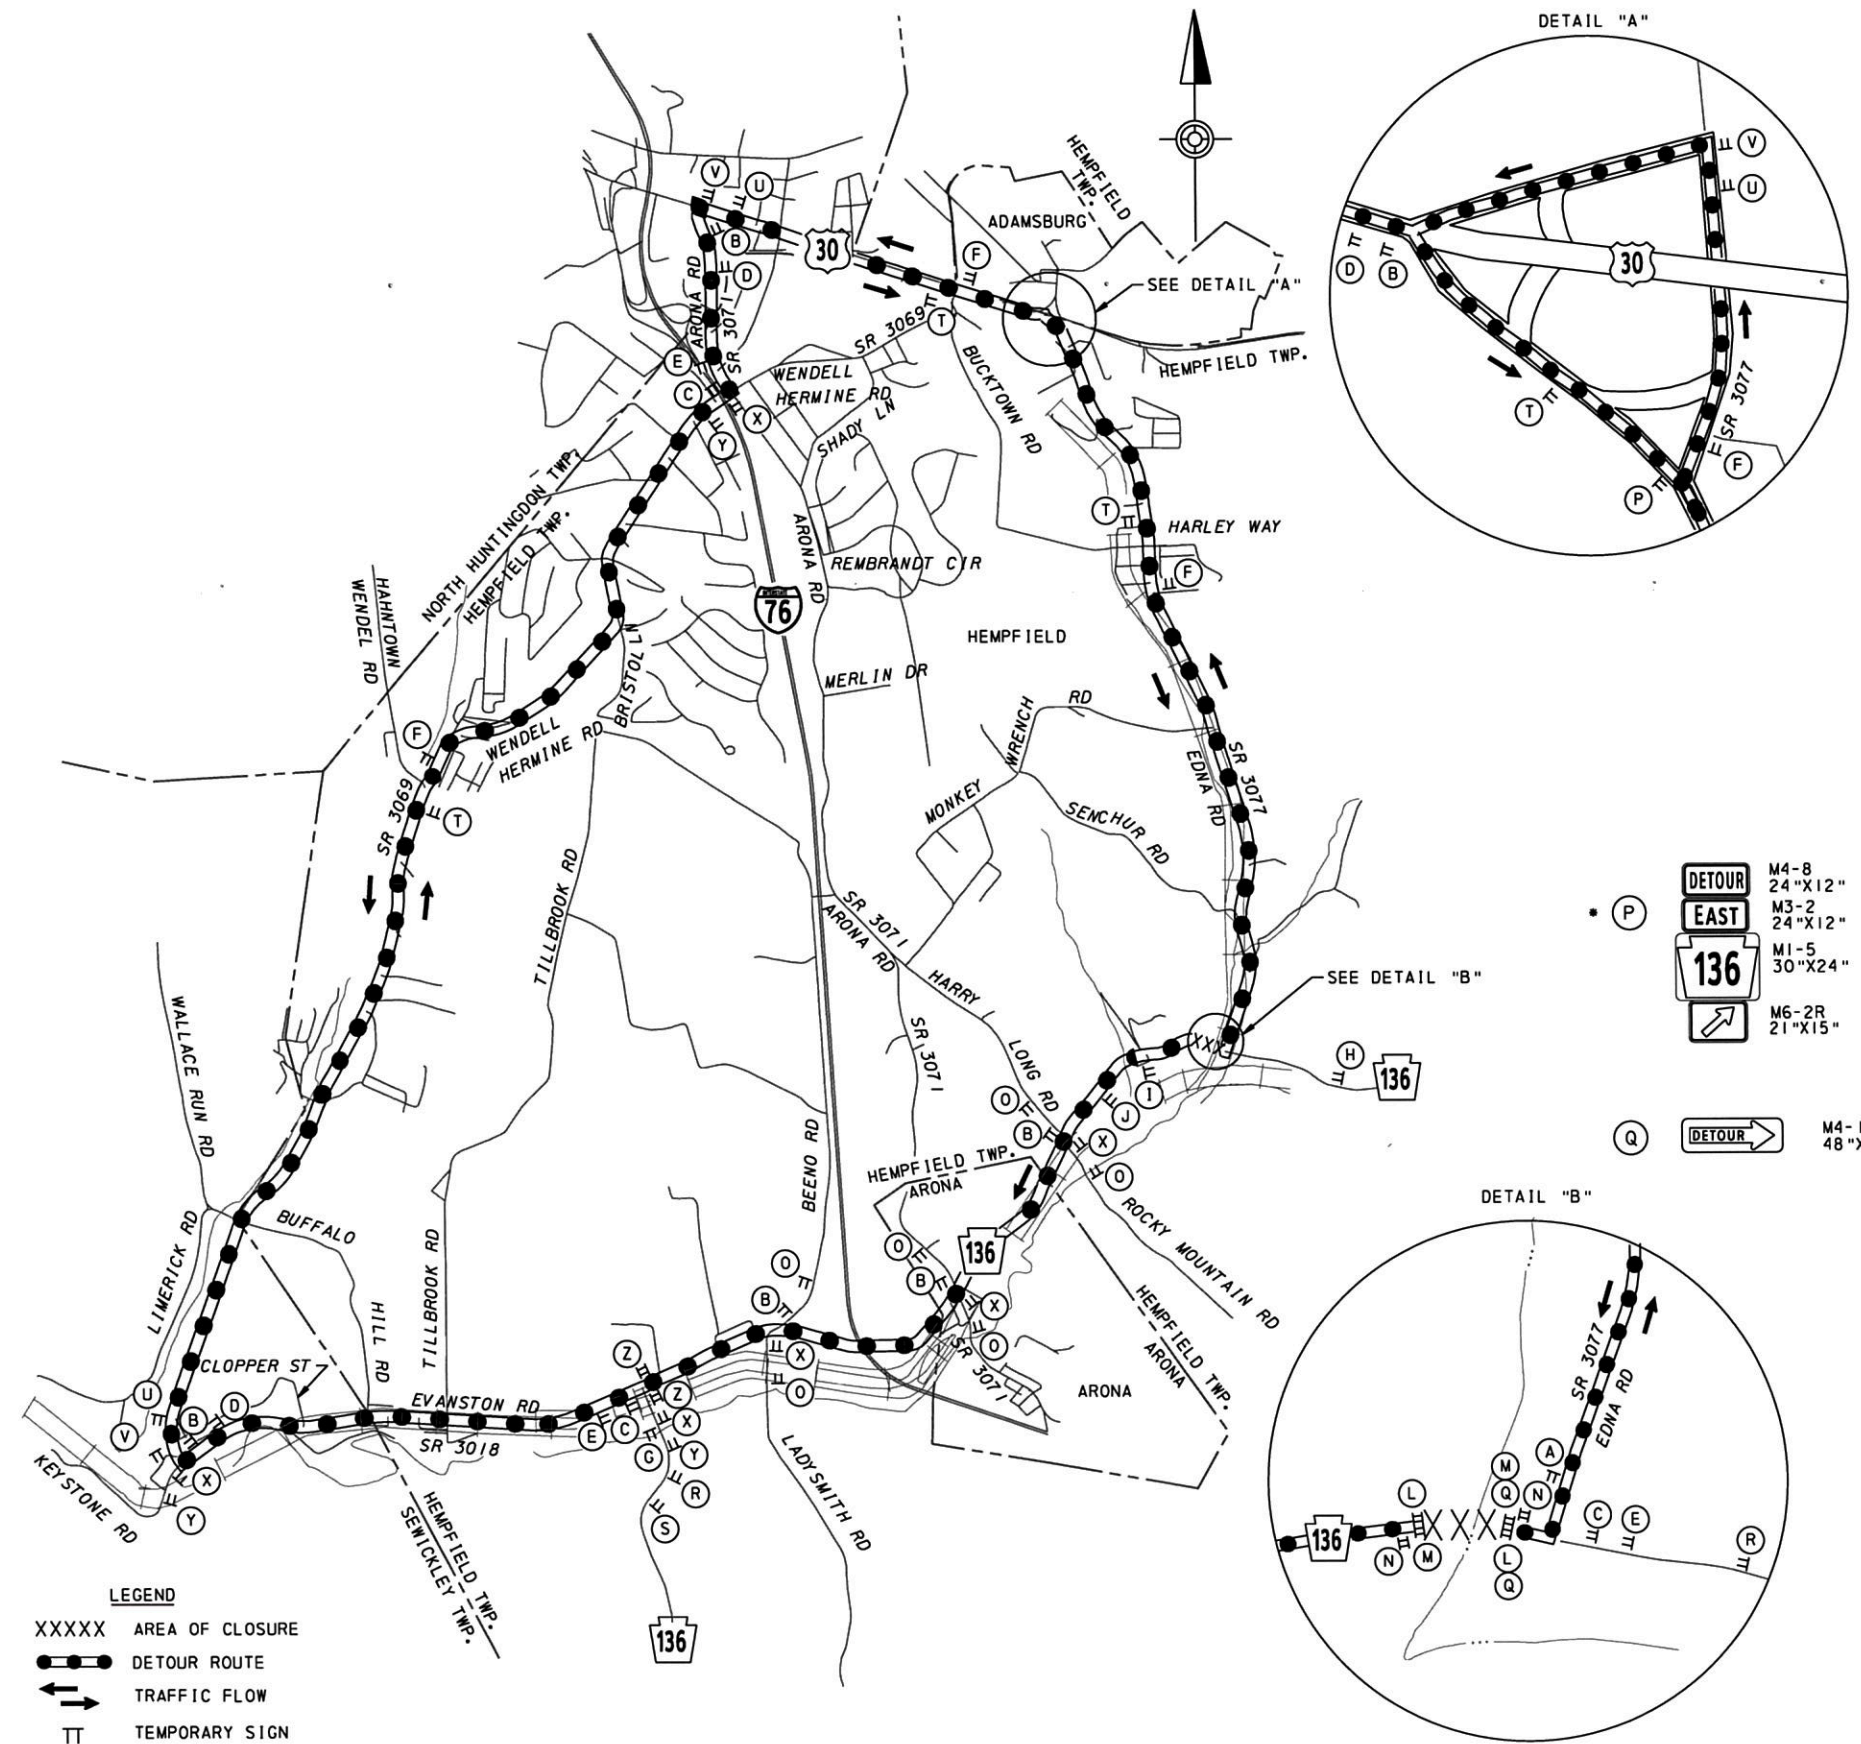 DETAIL "A"
V
U
30
D
B
T
SR 3077
F
P
V
U
B
D
30
F
T
ADAMSBURG
HEMPFIELD
TWP.
SEE DETAIL "A"
HEMPFIELD TWP.
ARONA RD
SR 3071
SR 3069
E
C
X
Y
WENDELL
HERMINE RD
SHADY LN
BUCKTOWN RD
T
HARLEY WAY
F
NORTH HUNTINGDON TWP.
HEMPFIELD TWP.
HAHNTOWN
WENDEL RD
ARONA RD
REMBRANDT CIR
INTERSTATE
76
HEMPFIELD
MERLIN DR
BRISTOL LN
WENDELL
HERMINE RD
F
T
SR 3069
WRENCH
RD
MONKEY
SENCHUR RD
SR 3077
EDNA RD
TILLBROOK RD
SR 3071
ARONA RD
HARRY
LONG RD
SR 3071
SEE DETAIL "B"
H
136
I
J
O
B
X
O
WALLACE RUN RD
LIMERICK RD
BUFFALO
HILL RD
TILLBROOK RD
BEENO RD
HEMPFIELD TWP.
ARONA
136
ROCKY MOUNTAIN RD
HEMPFIELD TWP.
ARONA
O
B
X
O
O
B
X
O
SR 3071
ARONA
CLOPPER ST
EVANSTON RD
SR 3018
U
V
B
D
X
Y
KEYSTONE RD
HEMPFIELD TWP.
SEWICKLEY TWP.
Z
Z
E
C
X
G
Y
R
S
LADYSMITH RD
136
P
DETOUR
M4-8
24"X12"
EAST
M3-2
24"X12"
136
M1-5
30"X24"
M6-2R
21"X15"
Q
DETOUR
DETAIL "B"
SR 3077
EDNA RD
A
M
Q
N
L
136
N
M
L
Q
C
E
R
XXX
LEGEND
XXXXX AREA OF CLOSURE
DETOUR ROUTE
TRAFFIC FLOW
TEMPORARY SIGN